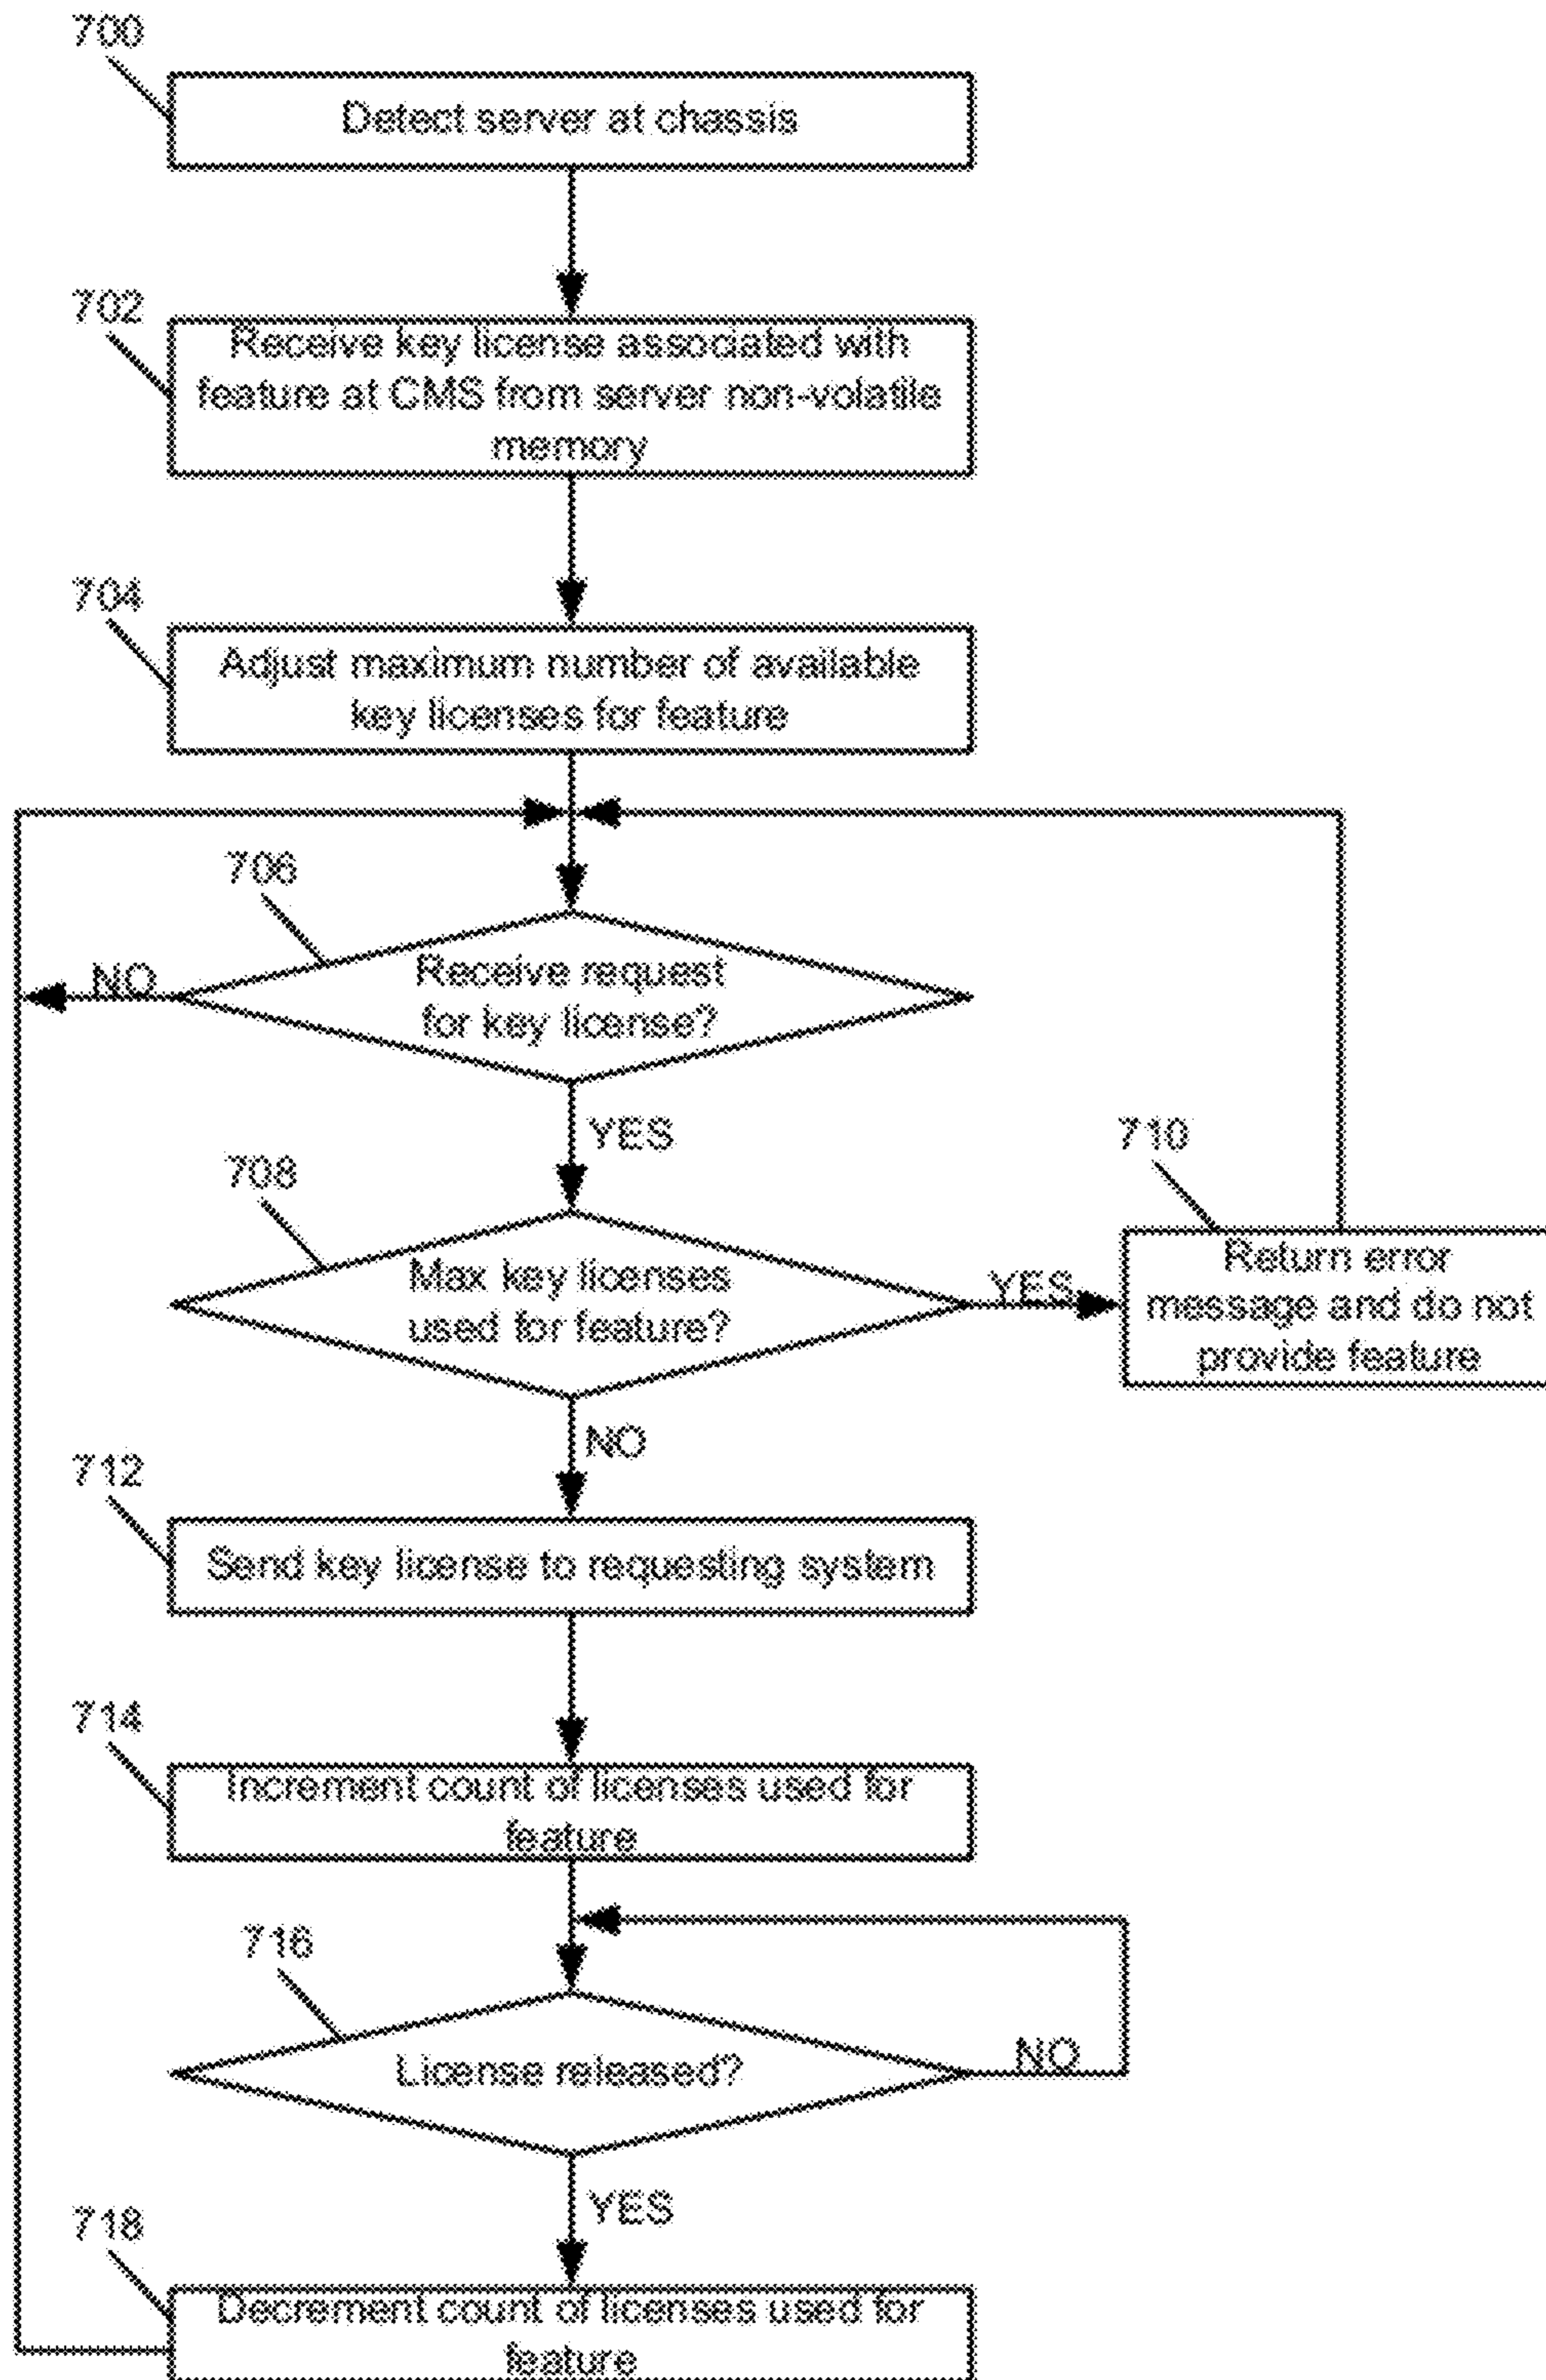 700
Detect server at chassis
702
Receive key license associated with
feature at CMS from server non-volatile
memory
704
Adjust maximum number of available
key licenses for feature
706
Receive request
for key license?
NO
YES
708
Max key licenses
used for feature?
YES
710
Return error
message and do not
provide feature
NO
712
Send key license to requesting system
714
Increment count of licenses used for
feature
716
License released?
NO
YES
718
Decrement count of licenses used for
feature